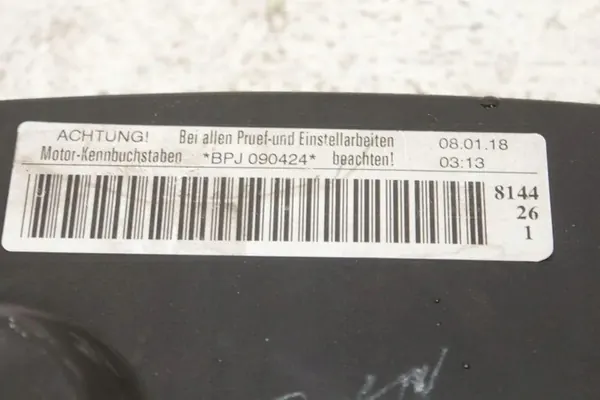 ACHTUNG! Bei allen Pruef-und Einstellarbeiten 08.01.18
Motor-Kennbuchstaben *BPJ 090424* beachten! 03:13
8144
26
1